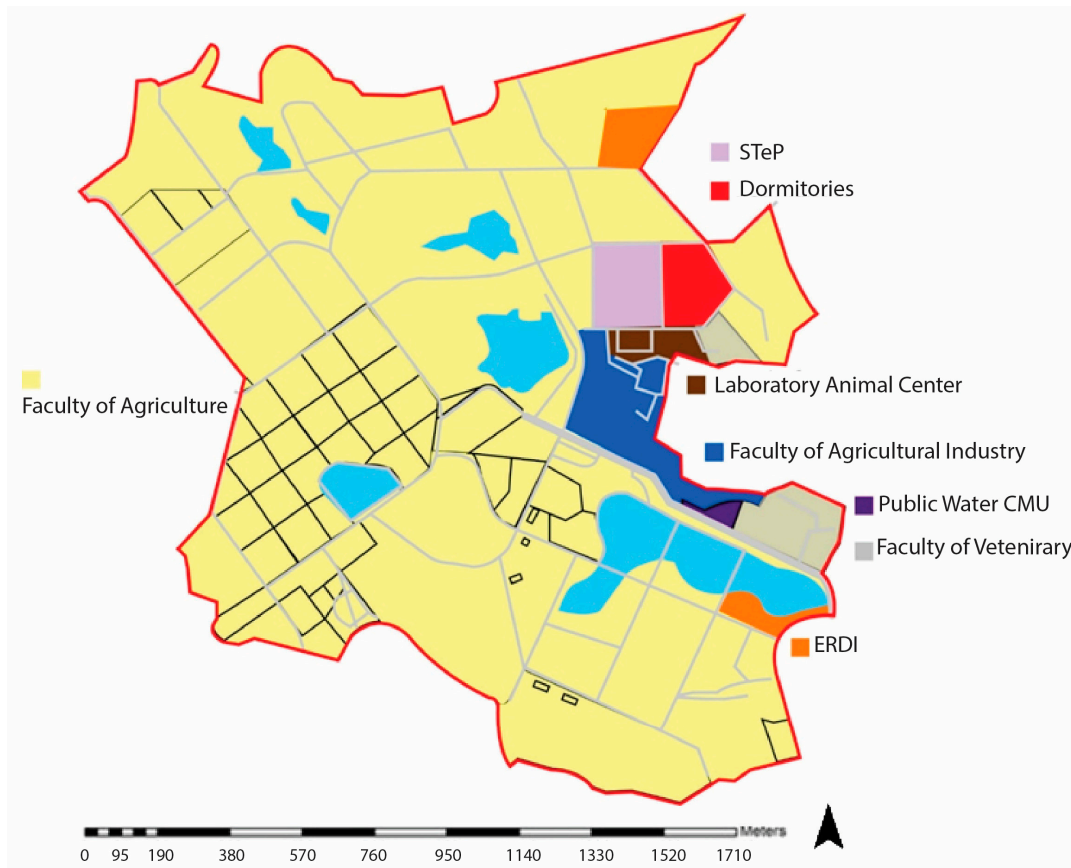 STeP
Dormitories
Faculty of Agriculture
Laboratory Animal Center
Faculty of Agricultural Industry
Public Water CMU
Faculty of Vetenirary
ERDI
Meters
0 95 190 380 570 760 950 1140 1330 1520 1710